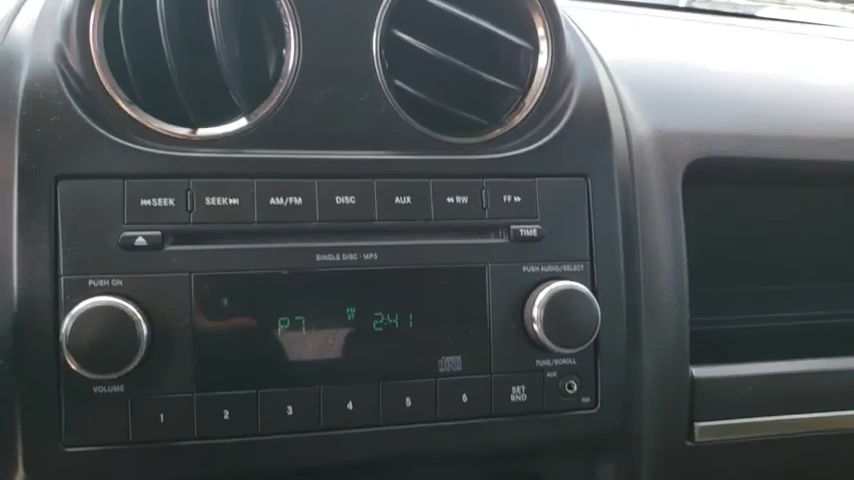 ⏮SEEK SEEK⏭ AM/FM DISC AUX ◀◀RW FF▶▶
TIME
SINGLE DISC · MP3
PUSH ON
PUSH AUDIO/SELECT
P7 2:41
VOLUME
TUNE/SCROLL
AUX
1 2 3 4 5 6 SET RND